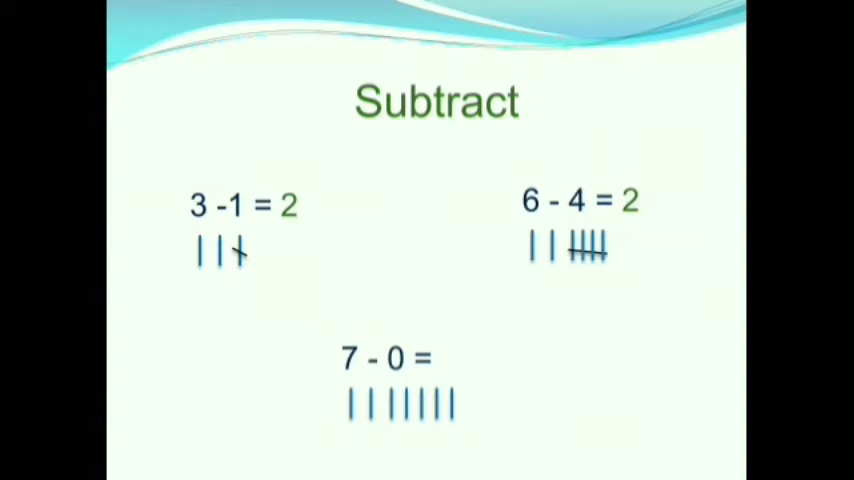 Subtract
3 -1 = 2
6 - 4 = 2
7 - 0 =